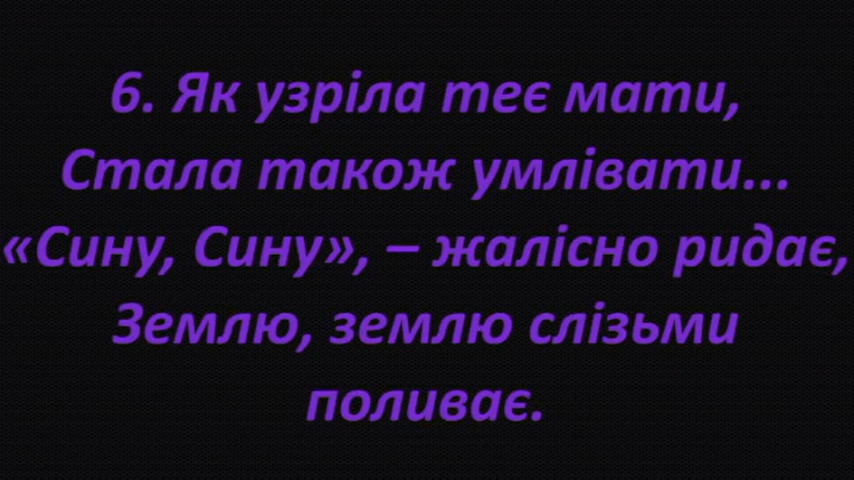 6. Як узріла теє мати,
Стала також умлівати...
«Сину, Сину», – жалісно ридає,
Землю, землю слізьми
поливає.